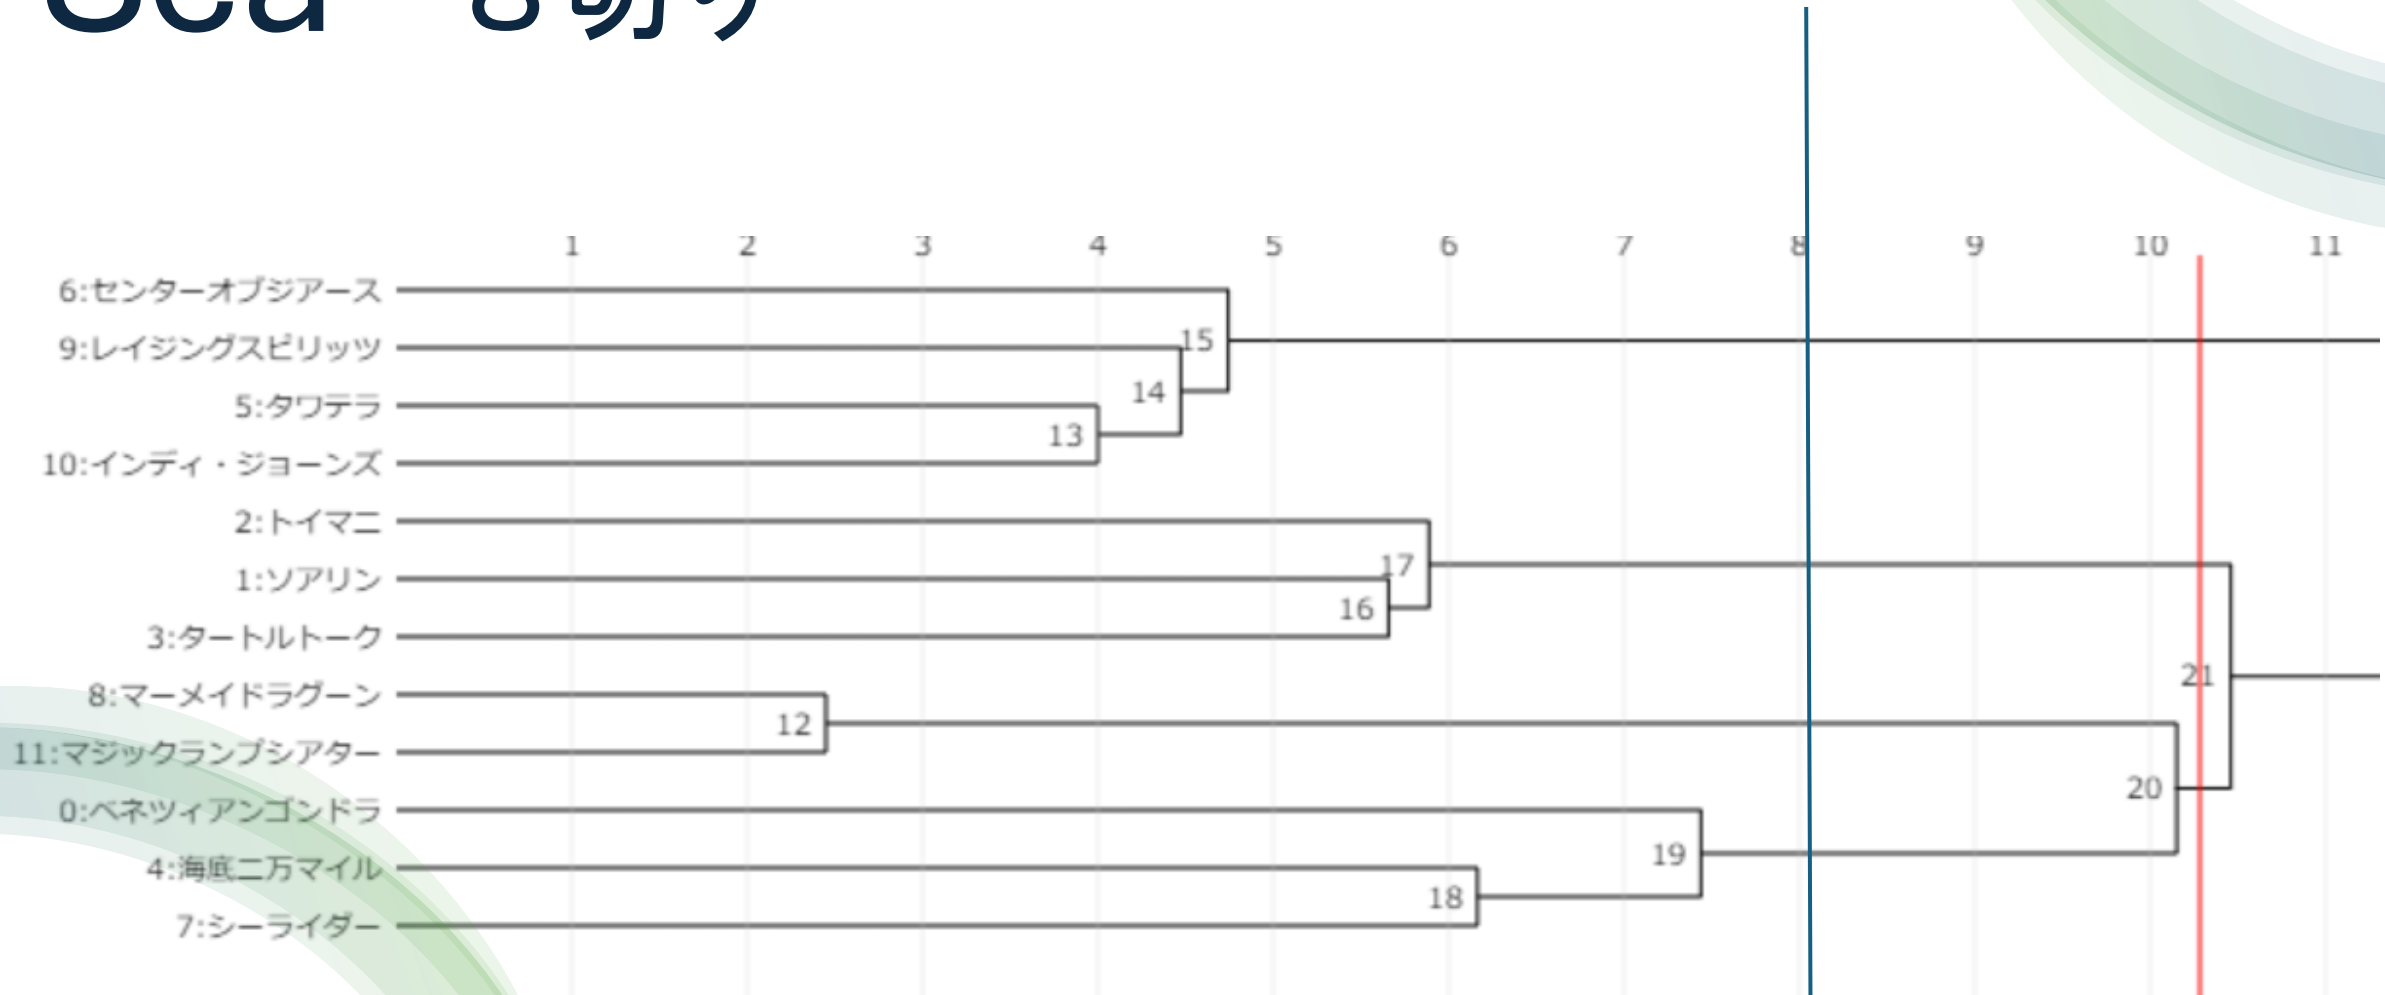 Sea 8切り
1 2 3 4 5 6 7 8 9 10 11
6:センターオブジアース
15
9:レイジングスピリッツ
14
5:タワテラ
13
10:インディ・ジョーンズ
2:トイマニ
17
1:ソアリン
16
3:タートルトーク
21
8:マーメイドラグーン
12
11:マジックランプシアター
20
0:ベネツィアンゴンドラ
19
4:海底二万マイル
18
7:シーライダー